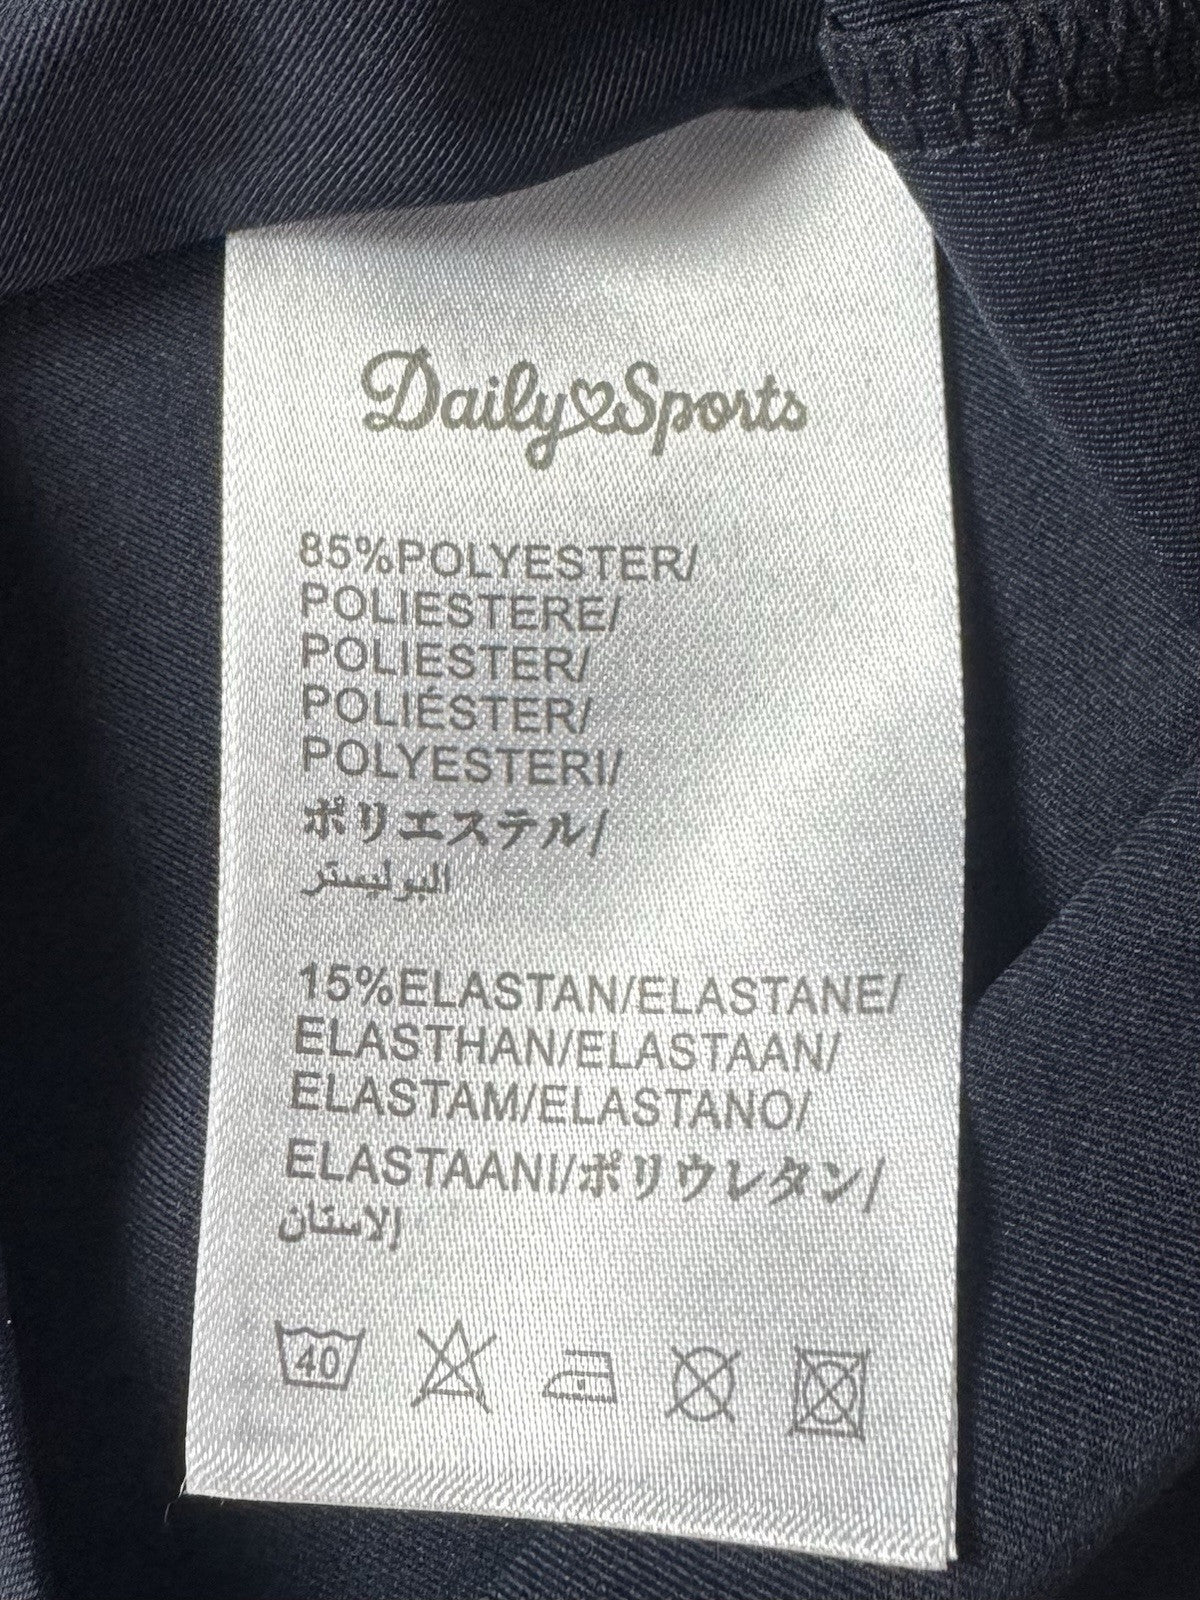 Daily Sports
85%POLYESTER/
POLIESTERE/
POLIESTER/
POLIÉSTER/
POLYESTERI/
ポリエステル/
البوليستر
15%ELASTAN/ELASTANE/
ELASTHAN/ELASTAAN/
ELASTAM/ELASTANO/
ELASTAANI/ポリウレタン/
الاستان
40